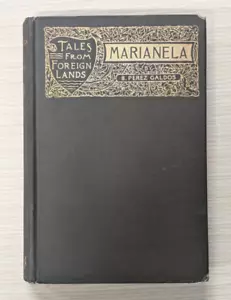 TALES
FROM
FOREIGN
LANDS
MARIANELA
B PEREZ GALDOS